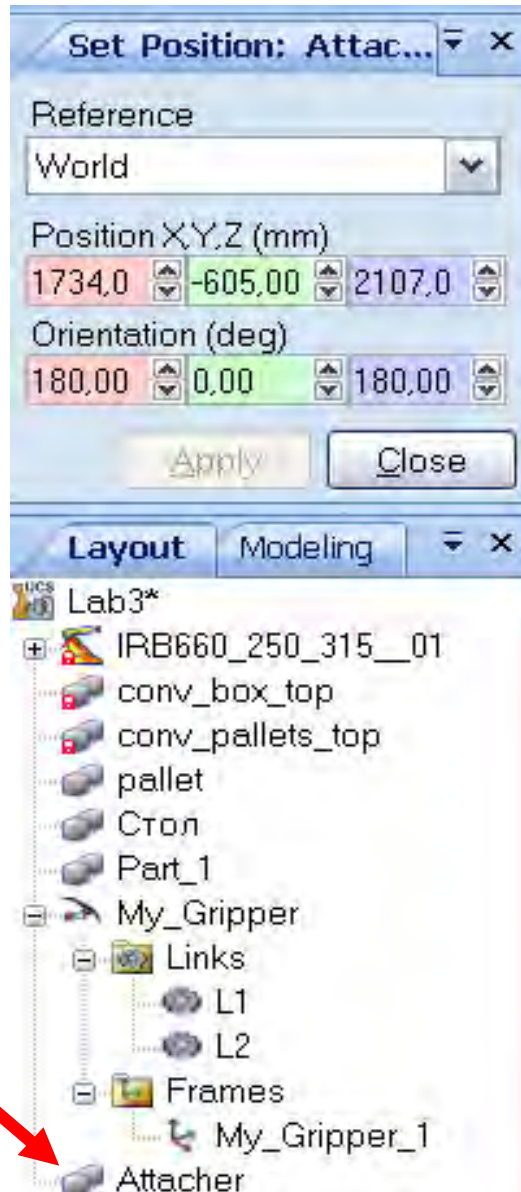 Set Position: Attac...
Reference
World
Position X,Y,Z (mm)
1734,0 -605,00 2107,0
Orientation (deg)
180,00 0,00 180,00
Apply Close
Layout Modeling
UCS Lab3*
IRB660_250_315__01
conv_box_top
conv_pallets_top
pallet
Стол
Part_1
My_Gripper
Links
L1
L2
Frames
My_Gripper_1
Attacher